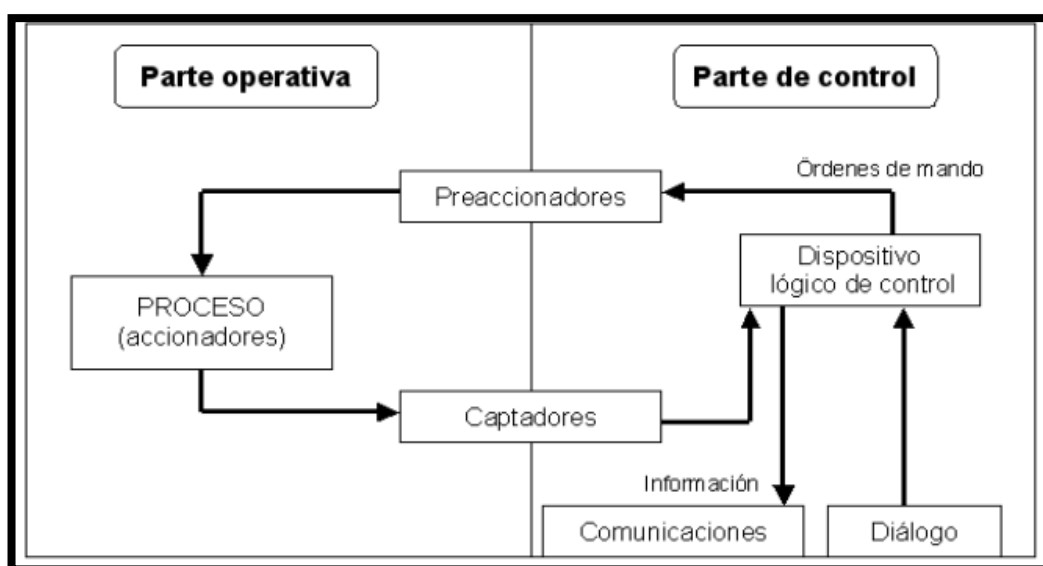 Parte operativa
Parte de control
Órdenes de mando
Preaccionadores
Dispositivo
lógico de control
PROCESO
(accionadores)
Captadores
Información
Comunicaciones
Diálogo